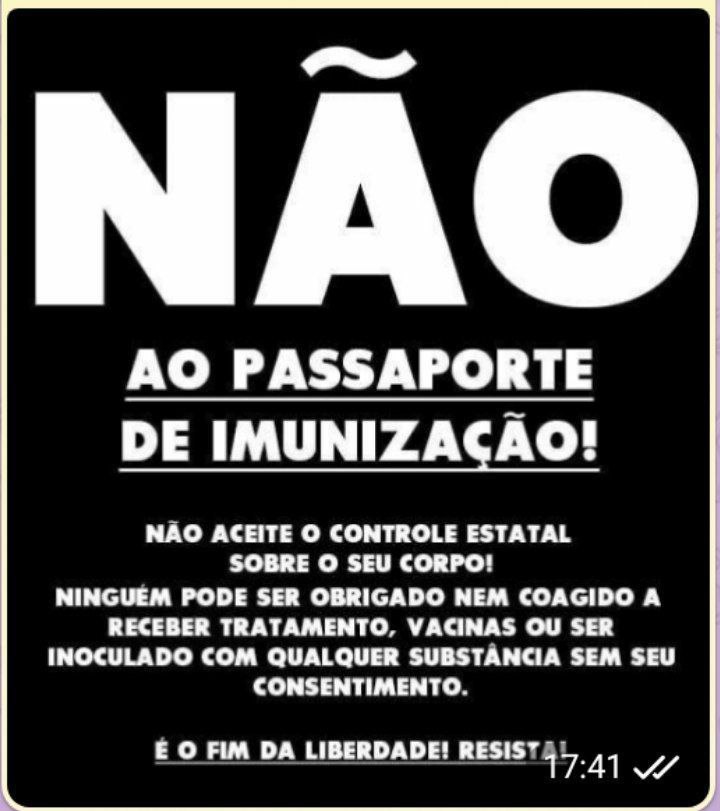 NÃO
AO PASSAPORTE
DE IMUNIZAÇÃO!
NÃO ACEITE O CONTROLE ESTATAL
SOBRE O SEU CORPO!
NINGUÉM PODE SER OBRIGADO NEM COAGIDO A
RECEBER TRATAMENTO, VACINAS OU SER
INOCULADO COM QUALQUER SUBSTÂNCIA SEM SEU
CONSENTIMENTO.
É O FIM DA LIBERDADE! RESISTA!
17:41